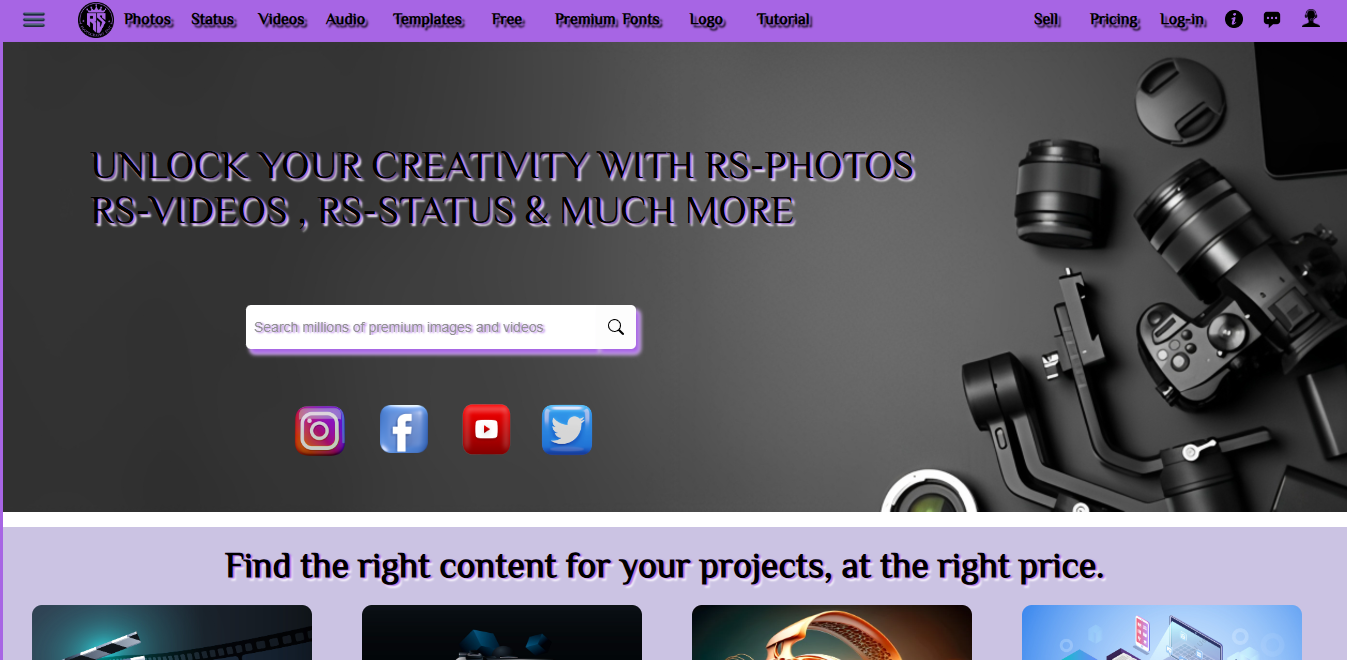 RS Photos Status Videos Audio Templates Free Premium Fonts Logo Tutorial Sell Pricing Log-in
UNLOCK YOUR CREATIVITY WITH RS-PHOTOS
RS-VIDEOS , RS-STATUS & MUCH MORE
Search millions of premium images and videos
Find the right content for your projects, at the right price.